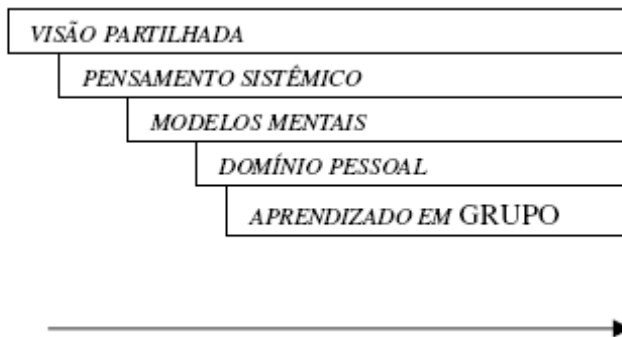 VISÃO PARTILHADA
PENSAMENTO SISTÊMICO
MODELOS MENTAIS
DOMÍNIO PESSOAL
APRENDIZADO EM GRUPO